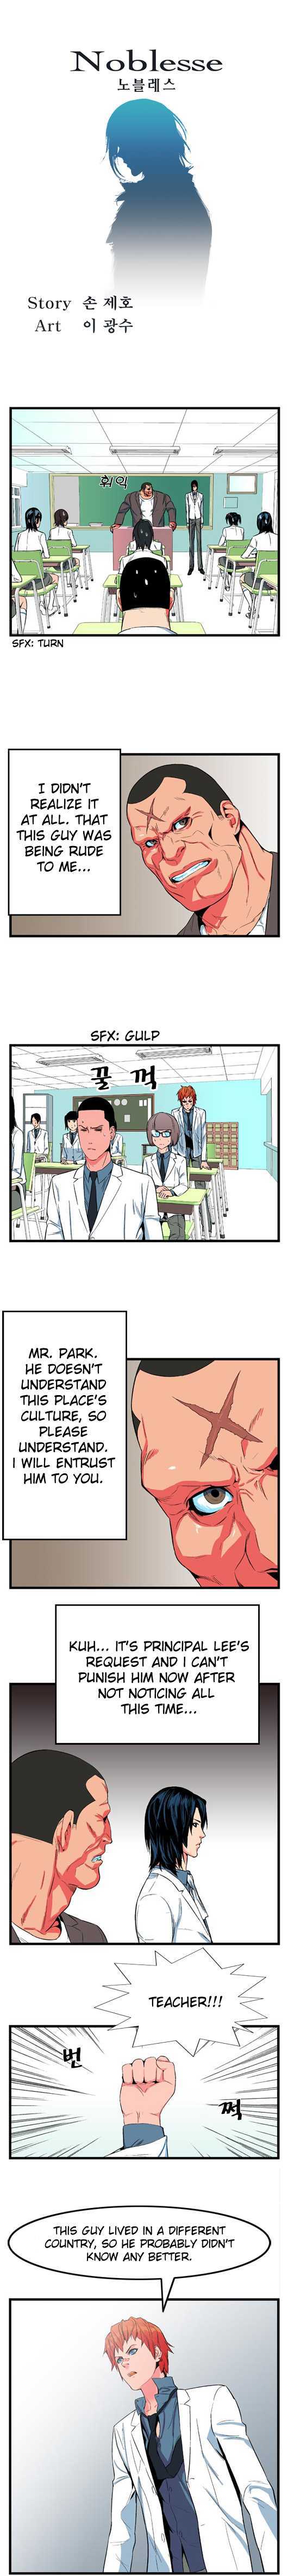 Noblesse
노블레스
Story 손 제호
Art 이 광수
휘익
SFX: TURN
I DIDN'T
REALIZE IT
AT ALL. THAT
THIS GUY WAS
BEING RUDE
TO ME...
SFX: GULP
꿀 꺽
MR. PARK.
HE DOESN'T
UNDERSTAND
THIS PLACE'S
CULTURE, SO
PLEASE
UNDERSTAND.
I WILL ENTRUST
HIM TO YOU.
KUH... IT'S PRINCIPAL LEE'S
REQUEST AND I CAN'T
PUNISH HIM NOW AFTER
NOT NOTICING ALL
THIS TIME...
TEACHER!!!
번
쩍
THIS GUY LIVED IN A DIFFERENT
COUNTRY, SO HE PROBABLY DIDN'T
KNOW ANY BETTER.